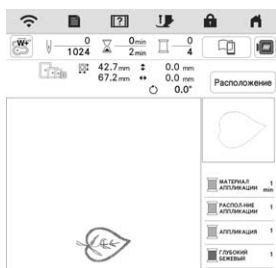 W+
0
1024
0 min
2 min
0
4
42.7 mm
67.2 mm
0.0 mm
0.0 mm
0.0°
Расположение
МАТЕРИАЛ
АППЛИКАЦИИ
1
min
РАСПОЛ-НИЕ
АППЛИКАЦИИ
1
АППЛИКАЦИЯ
1
ГЛУБОКИЙ
БЕЖЕВЫЙ
1